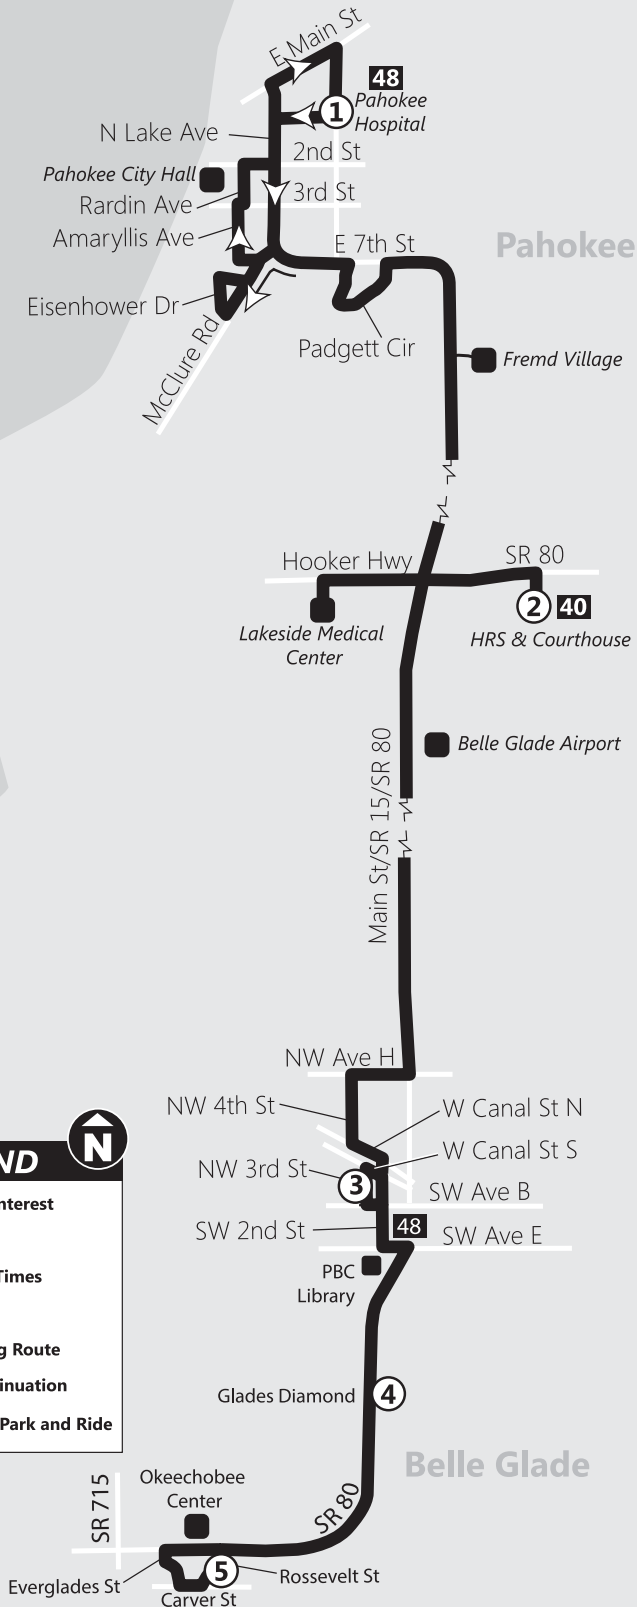 E Main St
48
1
Pahokee
Hospital
N Lake Ave
2nd St
Pahokee City Hall
3rd St
Rardin Ave
Amaryllis Ave
E 7th St
Pahokee
Eisenhower Dr
McClure Rd
Padgett Cir
Fremd Village
Hooker Hwy
SR 80
2
40
Lakeside Medical
Center
HRS & Courthouse
Belle Glade Airport
Main St/SR 15/SR 80
NW Ave H
NW 4th St
W Canal St N
W Canal St S
NW 3rd St
3
SW Ave B
SW 2nd St
48
SW Ave E
PBC
Library
N
ND
nterest
Times
g Route
inuation
Park and Ride
Glades Diamond
4
Belle Glade
Okeechobee
Center
SR 715
SR 80
5
Rossevelt St
Everglades St
Carver St